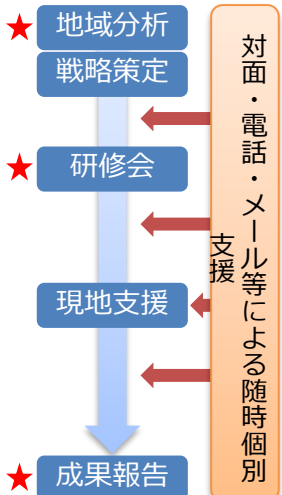 ★ 地域分析
戦略策定
★ 研修会
現地支援
★ 成果報告
対面・電話・メール等による随時個別
支援